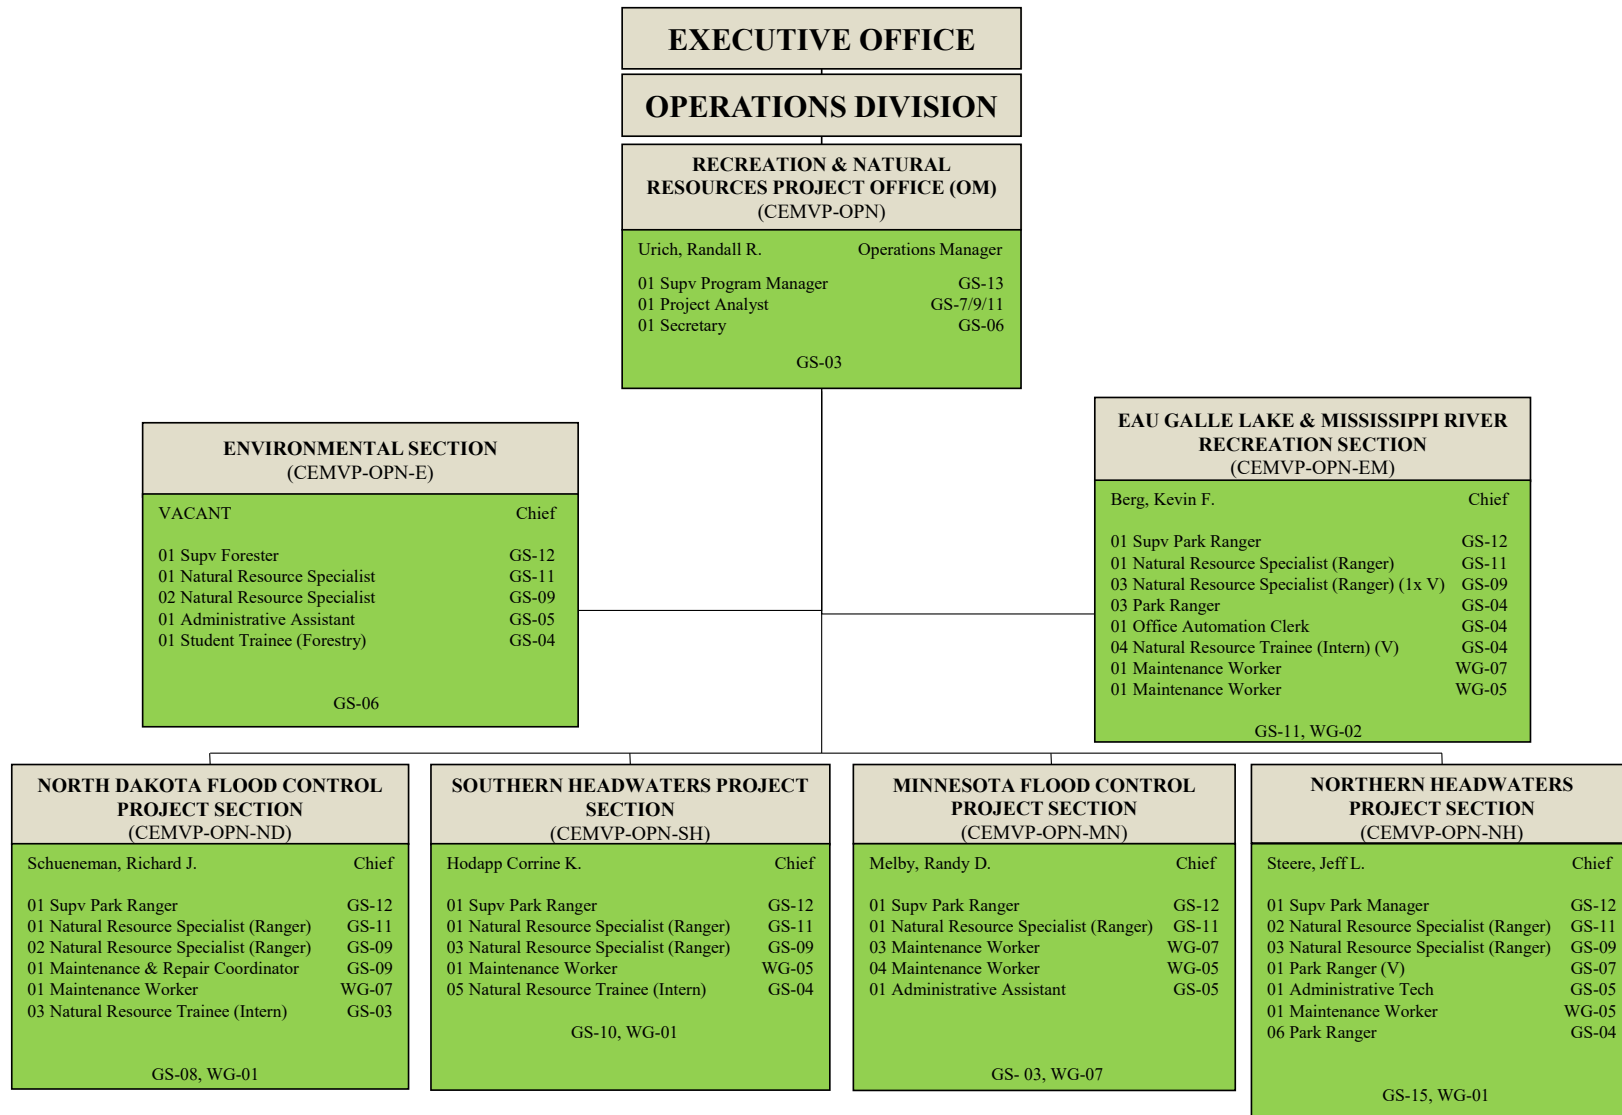 EXECUTIVE OFFICE
OPERATIONS DIVISION
RECREATION & NATURAL
RESOURCES PROJECT OFFICE (OM)
(CEMVP-OPN)
Urich, Randall R. Operations Manager
01 Supv Program Manager GS-13
01 Project Analyst GS-7/9/11
01 Secretary GS-06
GS-03
ENVIRONMENTAL SECTION
(CEMVP-OPN-E)
VACANT Chief
01 Supv Forester GS-12
01 Natural Resource Specialist GS-11
02 Natural Resource Specialist GS-09
01 Administrative Assistant GS-05
01 Student Trainee (Forestry) GS-04
GS-06
EAU GALLE LAKE & MISSISSIPPI RIVER
RECREATION SECTION
(CEMVP-OPN-EM)
Berg, Kevin F. Chief
01 Supv Park Ranger GS-12
01 Natural Resource Specialist (Ranger) GS-11
03 Natural Resource Specialist (Ranger) (1x V) GS-09
03 Park Ranger GS-04
01 Office Automation Clerk GS-04
04 Natural Resource Trainee (Intern) (V) GS-04
01 Maintenance Worker WG-07
01 Maintenance Worker WG-05
GS-11, WG-02
NORTH DAKOTA FLOOD CONTROL
PROJECT SECTION
(CEMVP-OPN-ND)
Schueneman, Richard J. Chief
01 Supv Park Ranger GS-12
01 Natural Resource Specialist (Ranger) GS-11
02 Natural Resource Specialist (Ranger) GS-09
01 Maintenance & Repair Coordinator GS-09
01 Maintenance Worker WG-07
03 Natural Resource Trainee (Intern) GS-03
GS-08, WG-01
SOUTHERN HEADWATERS PROJECT
SECTION
(CEMVP-OPN-SH)
Hodapp Corrine K. Chief
01 Supv Park Ranger GS-12
01 Natural Resource Specialist (Ranger) GS-11
03 Natural Resource Specialist (Ranger) GS-09
01 Maintenance Worker WG-05
05 Natural Resource Trainee (Intern) GS-04
GS-10, WG-01
MINNESOTA FLOOD CONTROL
PROJECT SECTION
(CEMVP-OPN-MN)
Melby, Randy D. Chief
01 Supv Park Ranger GS-12
01 Natural Resource Specialist (Ranger) GS-11
03 Maintenance Worker WG-07
04 Maintenance Worker WG-05
01 Administrative Assistant GS-05
GS- 03, WG-07
NORTHERN HEADWATERS
PROJECT SECTION
(CEMVP-OPN-NH)
Steere, Jeff L. Chief
01 Supv Park Manager GS-12
02 Natural Resource Specialist (Ranger) GS-11
03 Natural Resource Specialist (Ranger) GS-09
01 Park Ranger (V) GS-07
01 Administrative Tech GS-05
01 Maintenance Worker WG-05
06 Park Ranger GS-04
GS-15, WG-01